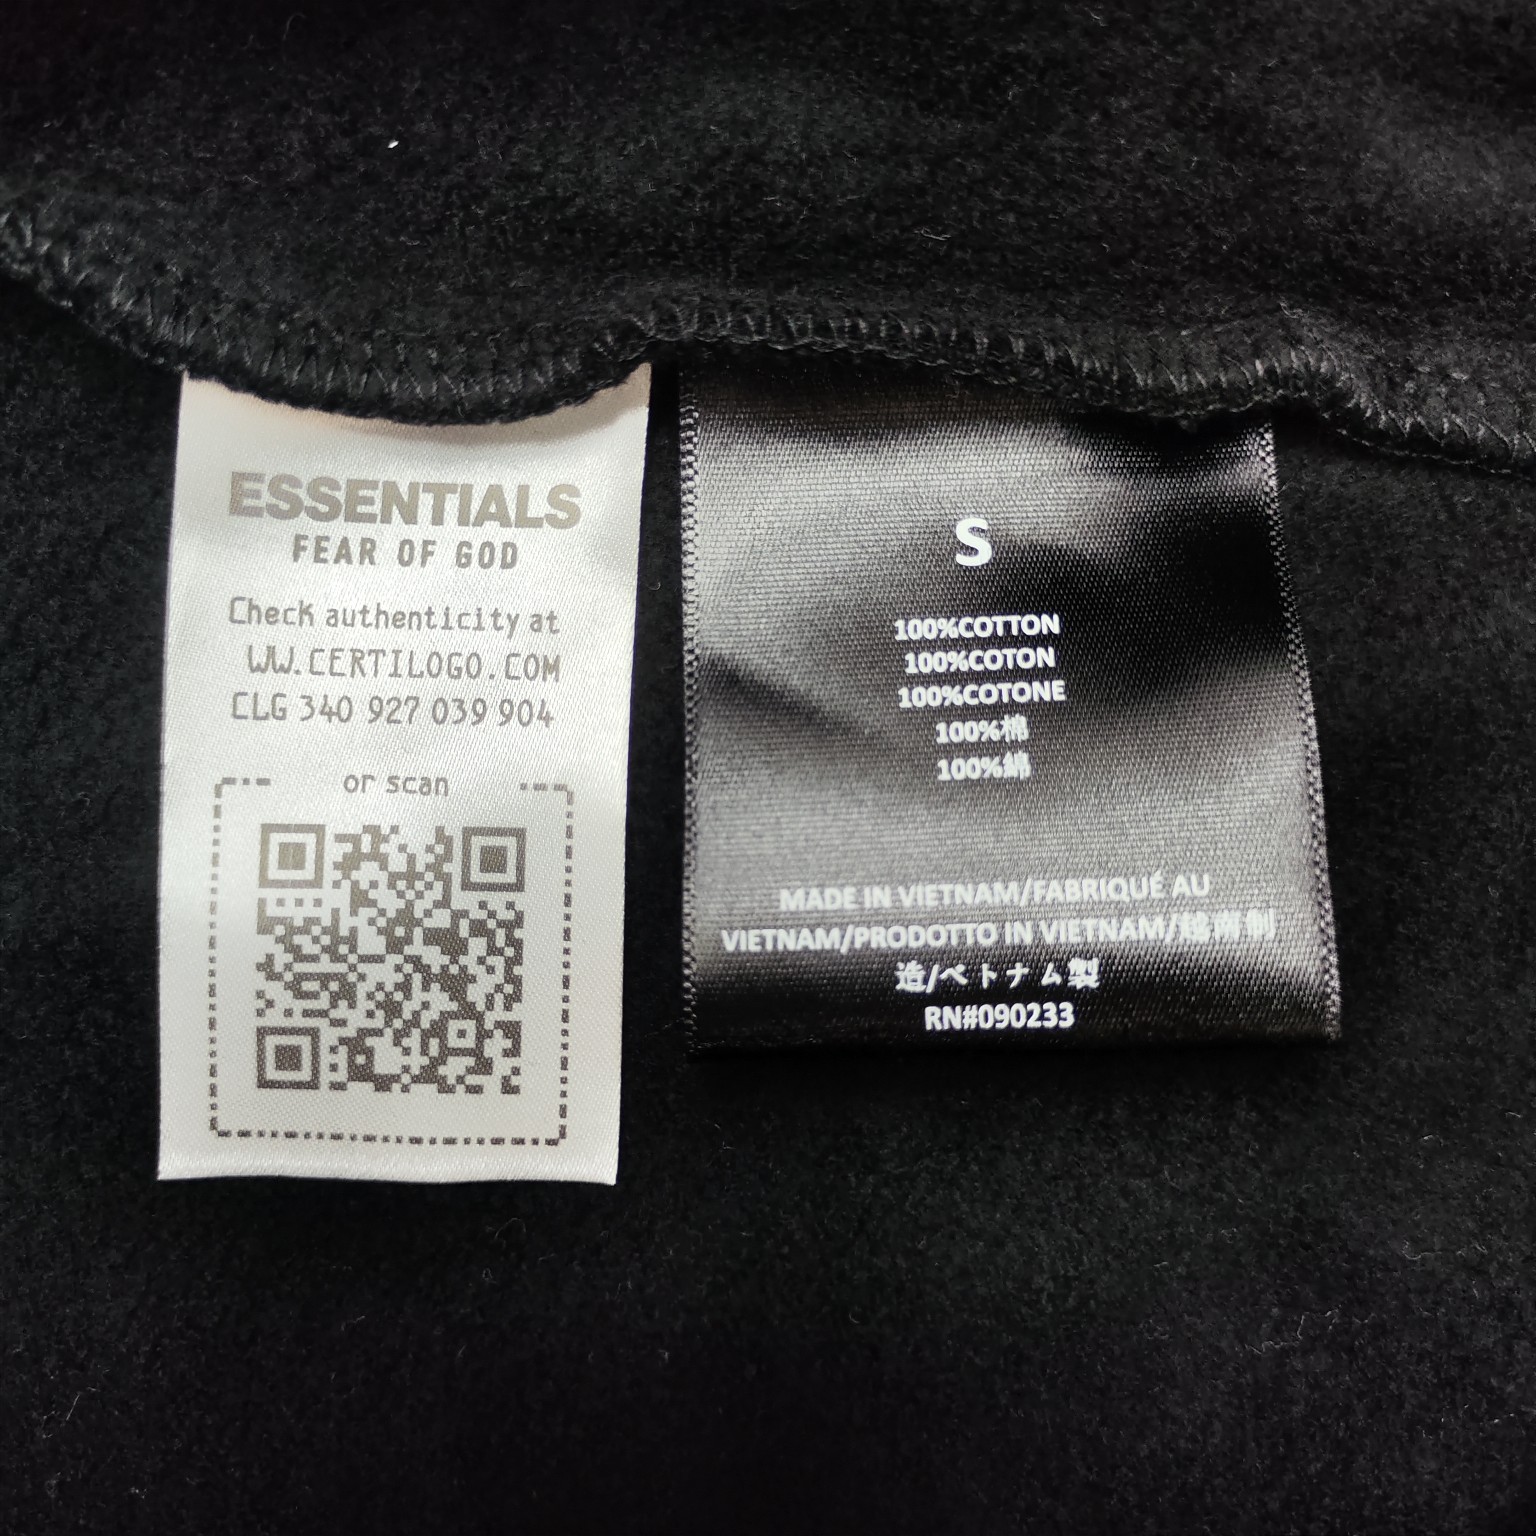 ESSENTIALS
FEAR OF GOD
Check authenticity at
WW.CERTILOGO.COM
CLG 340 927 039 904
or scan
S
100%COTTON
100%COTON
100%COTONE
100%棉
100%綿
MADE IN VIETNAM/FABRIQUÉ AU
VIETNAM/PRODOTTO IN VIETNAM/越南制
造/ベトナム製
RN#090233